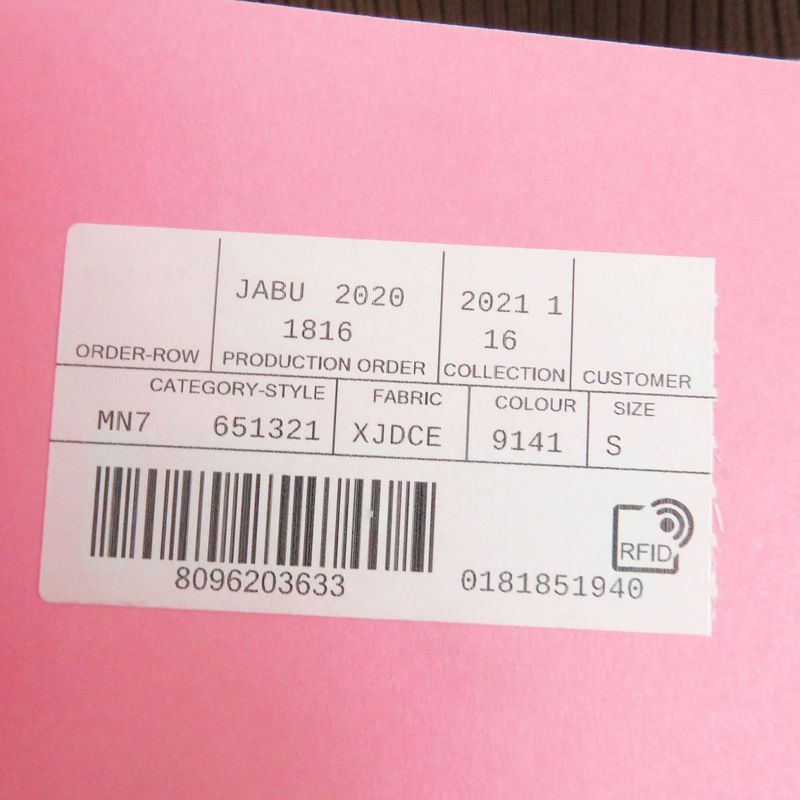 JABU 2020 2021 1
1816 16
ORDER-ROW PRODUCTION ORDER COLLECTION CUSTOMER
CATEGORY-STYLE FABRIC COLOUR SIZE
MN7 651321 XJDCE 9141 S
RFID
8096203633 0181851940